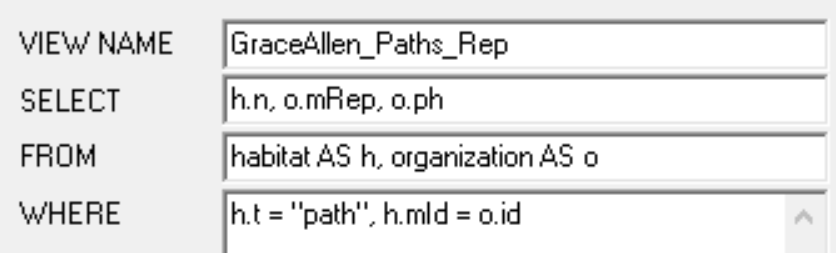 VIEW NAME GraceAllen_Paths_Rep
SELECT h.n, o.mRep, o.ph
FROM habitat AS h, organization AS o
WHERE h.t = "path", h.mId = o.id